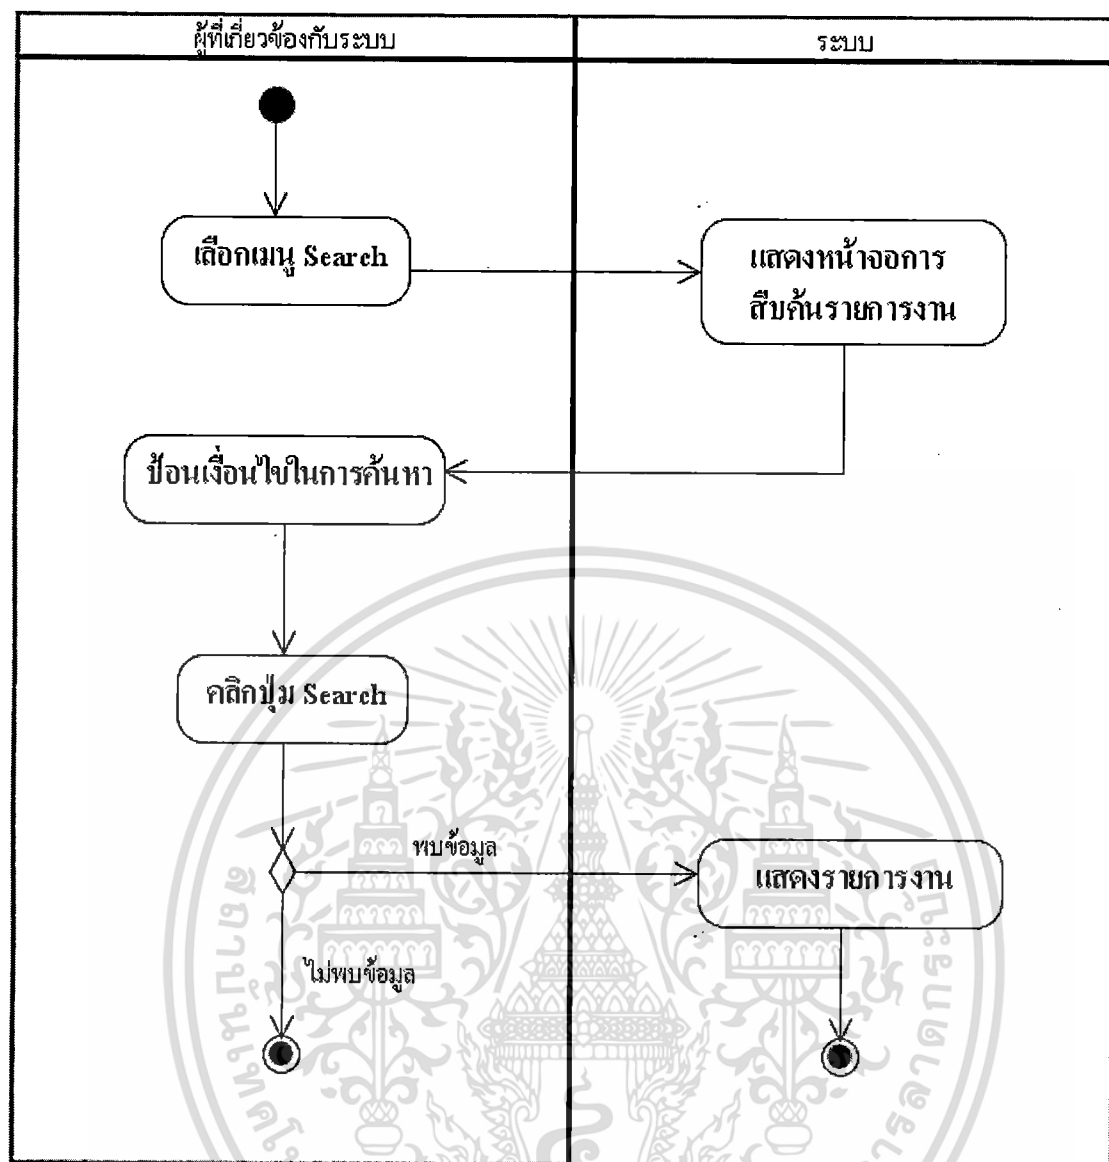 ผู้ที่เกี่ยวข้องกับระบบ
ระบบ
เลือกเมนู Search
แสดงหน้าจอการ
สืบค้นรายการงาน
ป้อนเงื่อนไขในการค้นหา
คลิกปุ่ม Search
พบข้อมูล
แสดงรายการงาน
ไม่พบข้อมูล